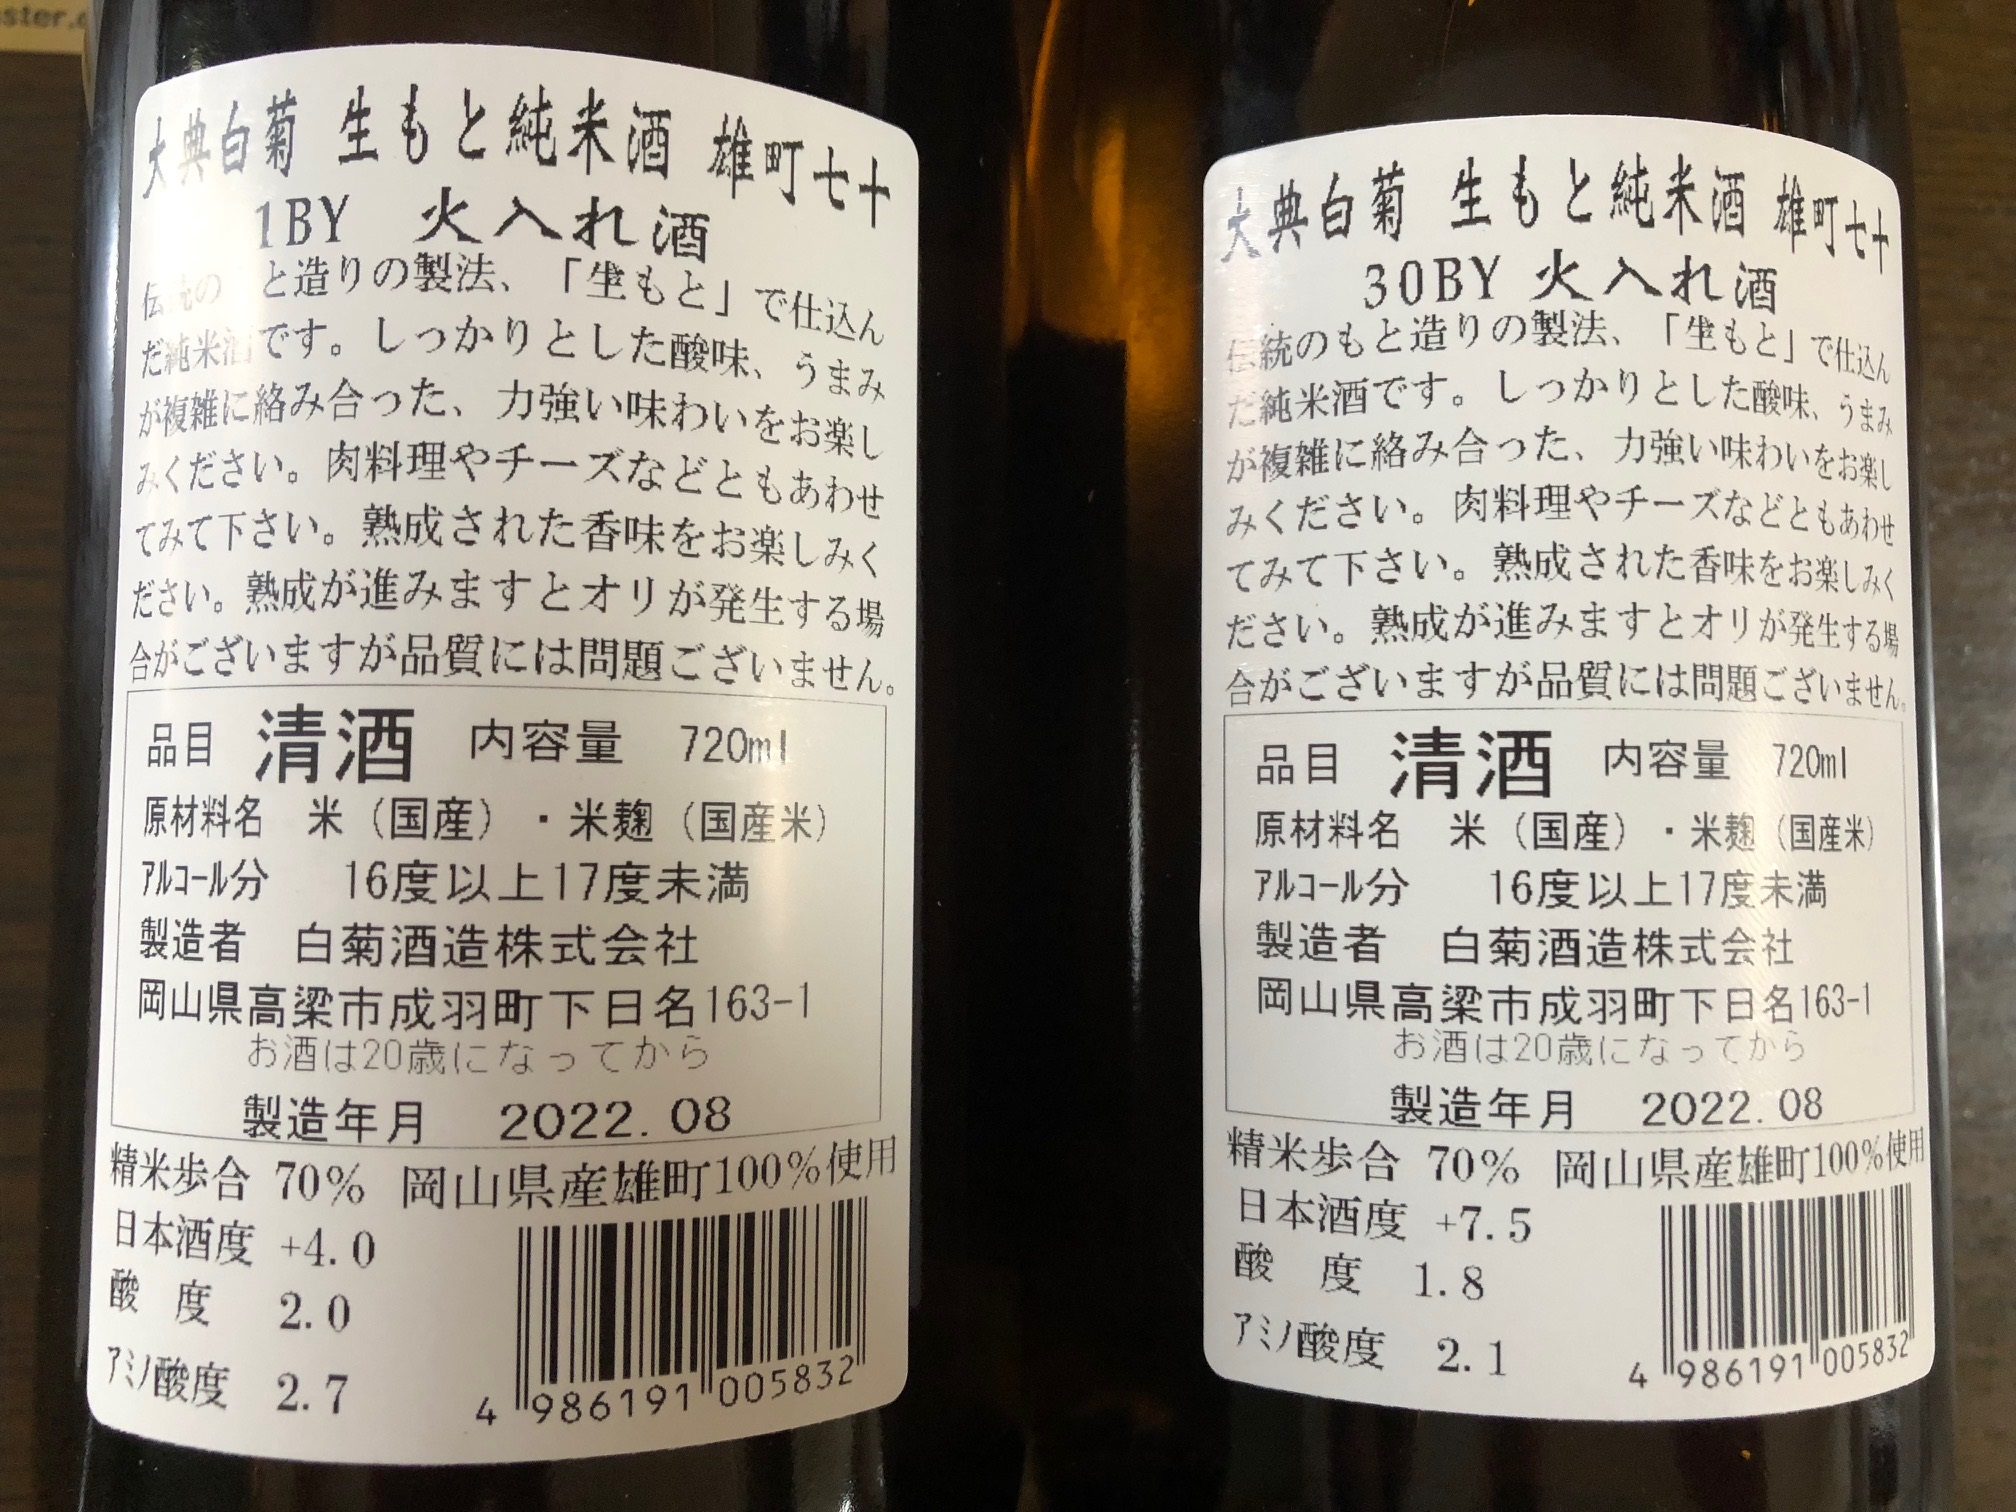 ster.
大典白菊 生もと純米酒 雄町七十
1BY 火入れ酒
伝統の と造りの製法、「生もと」で仕込ん
だ純米酒です。しっかりとした酸味、うまみ
が複雑に絡み合った、力強い味わいをお楽し
みください。肉料理やチーズなどともあわせ
てみて下さい。熟成された香味をお楽しみく
ださい。熟成が進みますとオリが発生する場
合がございますが品質には問題ございません。
品目 清酒 内容量 720ml
原材料名 米（国産）・米麹（国産米）
アルコール分 16度以上17度未満
製造者 白菊酒造株式会社
岡山県高梁市成羽町下日名163-1
お酒は20歳になってから
製造年月 2022.08
精米歩合 70% 岡山県産雄町100%使用
日本酒度 +4.0
酸 度 2.0
アミノ酸度 2.7
4 986191 005832
大典白菊 生もと純米酒 雄町七十
30BY 火入れ酒
伝統のもと造りの製法、「生もと」で仕込ん
だ純米酒です。しっかりとした酸味、うまみ
が複雑に絡み合った、力強い味わいをお楽し
みください。肉料理やチーズなどともあわせ
てみて下さい。熟成された香味をお楽しみく
ださい。熟成が進みますとオリが発生する場
合がございますが品質には問題ございません。
品目 清酒 内容量 720ml
原材料名 米（国産）・米麹（国産米）
アルコール分 16度以上17度未満
製造者 白菊酒造株式会社
岡山県高梁市成羽町下日名163-1
お酒は20歳になってから
製造年月 2022.08
精米歩合 70% 岡山県産雄町100%使用
日本酒度 +7.5
酸 度 1.8
アミノ酸度 2.1
4 986191 005832